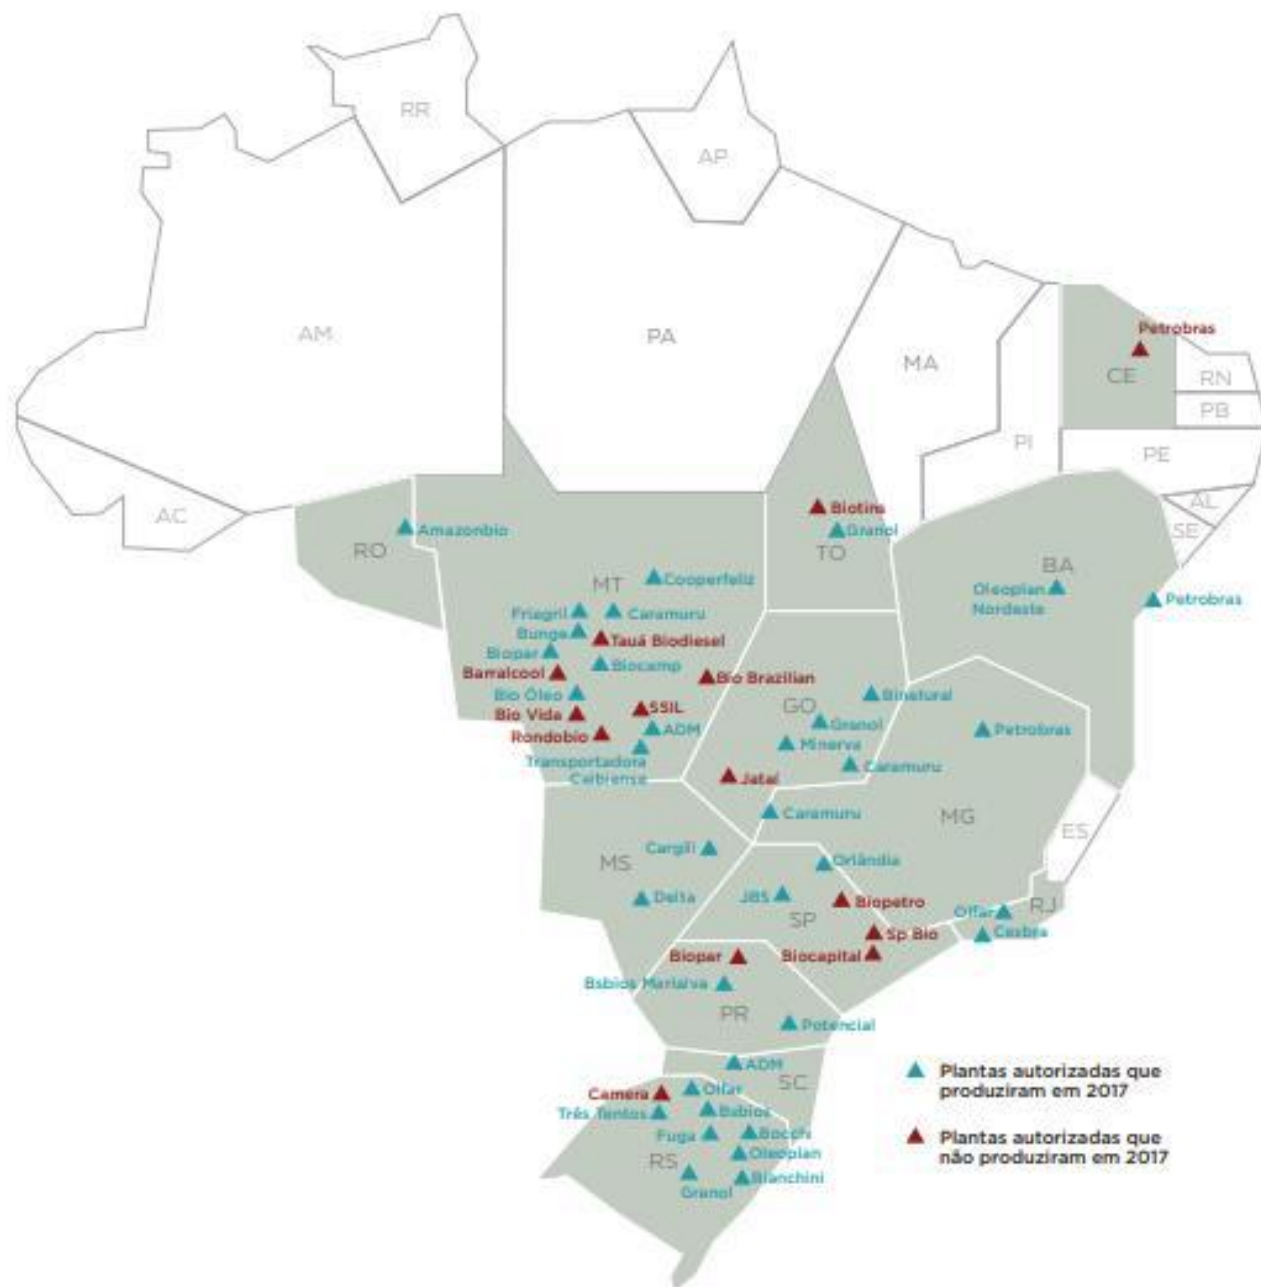 RR
AP
AM
PA
MA
Petrobras
CE
RN
PB
PI
PE
AL
SE
AC
RO
Amazonbio
Biotins
Granol
TO
BA
Oleoplan
Nordeste
Petrobras
MT
Cooperfeliz
Friagril
Caramuru
Bunge
Tauá Biodiesel
Biopar
Biocamp
Barralcool
Bio Brazilian
Bio Óleo
Bio Vida
SSIL
Rondobio
ADM
Transportadora
Caibiense
GO
Binatural
Granol
Minerva
Caramuru
Jataí
Petrobras
Caramuru
MG
ES
MS
Cargill
Delta
Orlândia
JBS
Biopetro
SP
Sp Bio
Biocapital
Olfar
RJ
Cesbra
Biopar
Bsbios Marialva
PR
Potencial
ADM
SC
Camera
Olfar
Três Tentos
Bsbios
Fuga
Bocchi
Oleoplan
RS
Granol
Bianchini
Plantas autorizadas que
produziram em 2017
Plantas autorizadas que
não produziram em 2017